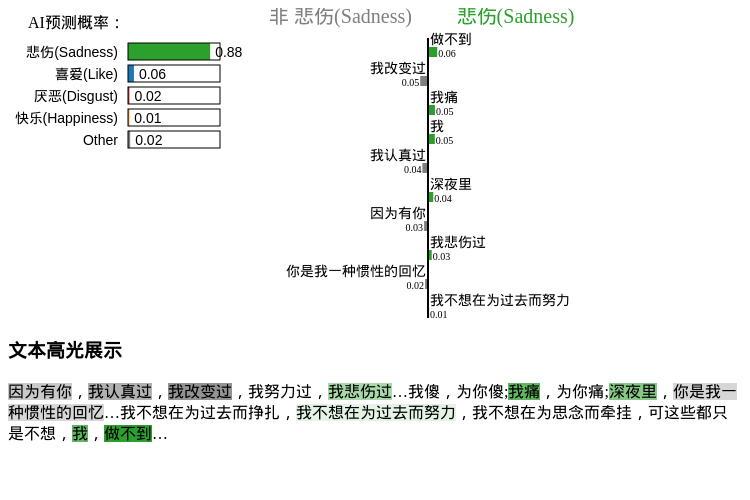 AI预测概率：
悲伤(Sadness) 0.88
喜爱(Like) 0.06
厌恶(Disgust) 0.02
快乐(Happiness) 0.01
Other 0.02
非 悲伤(Sadness) 悲伤(Sadness)
做不到
0.06
我改变过
0.05
我痛
0.05
我
0.05
我认真过
0.04
深夜里
0.04
因为有你
0.03
我悲伤过
0.03
你是我一种惯性的回忆
0.02
我不想在为过去而努力
0.01
文本高光展示
因为有你，我认真过，我改变过，我努力过，我悲伤过…我傻，为你傻;我痛，为你痛;深夜里，你是我一
种惯性的回忆…我不想在为过去而挣扎，我不想在为过去而努力，我不想在为思念而牵挂，可这些都只
是不想，我，做不到…